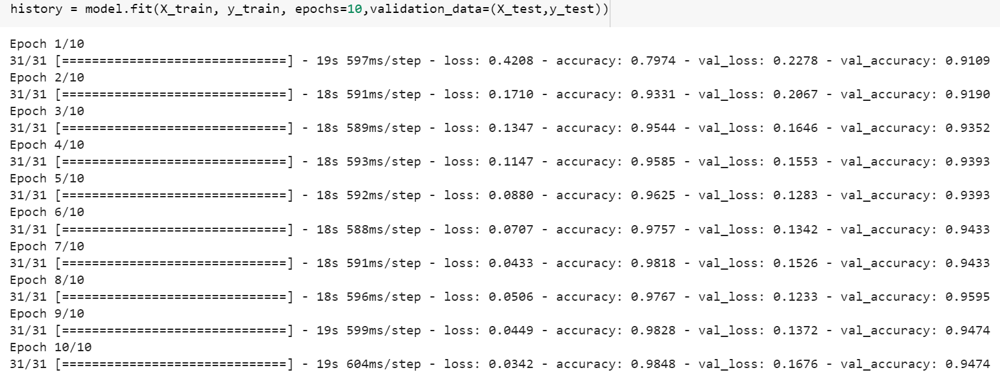 history = model.fit(X_train, y_train, epochs=10,validation_data=(X_test,y_test))
Epoch 1/10
31/31 [==============================] - 19s 597ms/step - loss: 0.4208 - accuracy: 0.7974 - val_loss: 0.2278 - val_accuracy: 0.9109
Epoch 2/10
31/31 [==============================] - 18s 591ms/step - loss: 0.1710 - accuracy: 0.9331 - val_loss: 0.2067 - val_accuracy: 0.9190
Epoch 3/10
31/31 [==============================] - 18s 589ms/step - loss: 0.1347 - accuracy: 0.9544 - val_loss: 0.1646 - val_accuracy: 0.9352
Epoch 4/10
31/31 [==============================] - 18s 593ms/step - loss: 0.1147 - accuracy: 0.9585 - val_loss: 0.1553 - val_accuracy: 0.9393
Epoch 5/10
31/31 [==============================] - 18s 592ms/step - loss: 0.0880 - accuracy: 0.9625 - val_loss: 0.1283 - val_accuracy: 0.9393
Epoch 6/10
31/31 [==============================] - 18s 588ms/step - loss: 0.0707 - accuracy: 0.9757 - val_loss: 0.1342 - val_accuracy: 0.9433
Epoch 7/10
31/31 [==============================] - 18s 591ms/step - loss: 0.0433 - accuracy: 0.9818 - val_loss: 0.1526 - val_accuracy: 0.9433
Epoch 8/10
31/31 [==============================] - 18s 596ms/step - loss: 0.0506 - accuracy: 0.9767 - val_loss: 0.1233 - val_accuracy: 0.9595
Epoch 9/10
31/31 [==============================] - 19s 599ms/step - loss: 0.0449 - accuracy: 0.9828 - val_loss: 0.1372 - val_accuracy: 0.9474
Epoch 10/10
31/31 [==============================] - 19s 604ms/step - loss: 0.0342 - accuracy: 0.9848 - val_loss: 0.1676 - val_accuracy: 0.9474